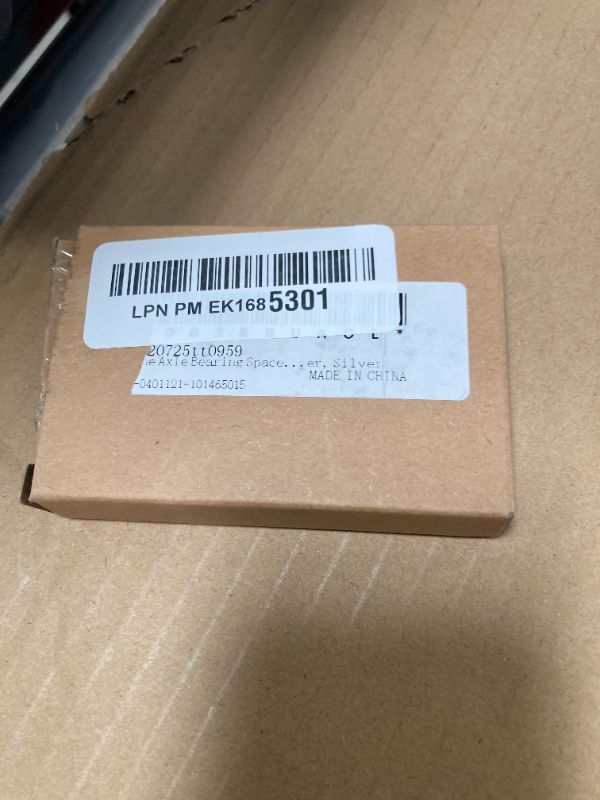 LPN PM EK1685301
20725tt0959
e Axle Bearing Space...er, Silver
MADE IN CHINA
-0401121-101465015